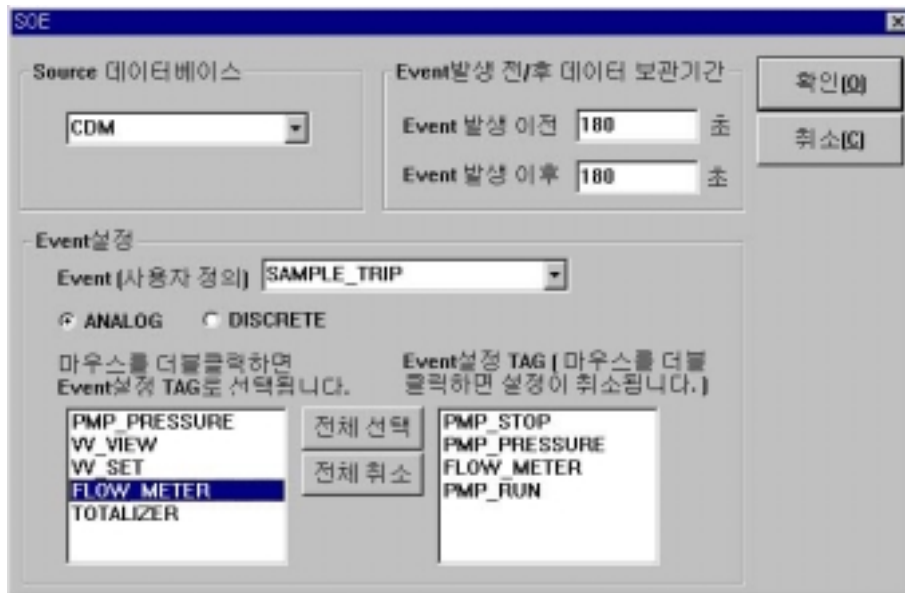 SOE
Source 데이터베이스
CDM
Event발생 전/후 데이터 보관기간
Event 발생 이전 180 초
Event 발생 이후 180 초
확인(O)
취소(C)
Event설정
Event (사용자 정의) SAMPLE_TRIP
ANALOG DISCRETE
마우스를 더블클릭하면
Event설정 TAG로 선택됩니다.
PMP_PRESSURE
VV_VIEW
VV_SET
FLOW_METER
TOTALIZER
전체 선택
전체 취소
Event설정 TAG ( 마우스를 더블
클릭하면 설정이 취소됩니다. )
PMP_STOP
PMP_PRESSURE
FLOW_METER
PMP_RUN